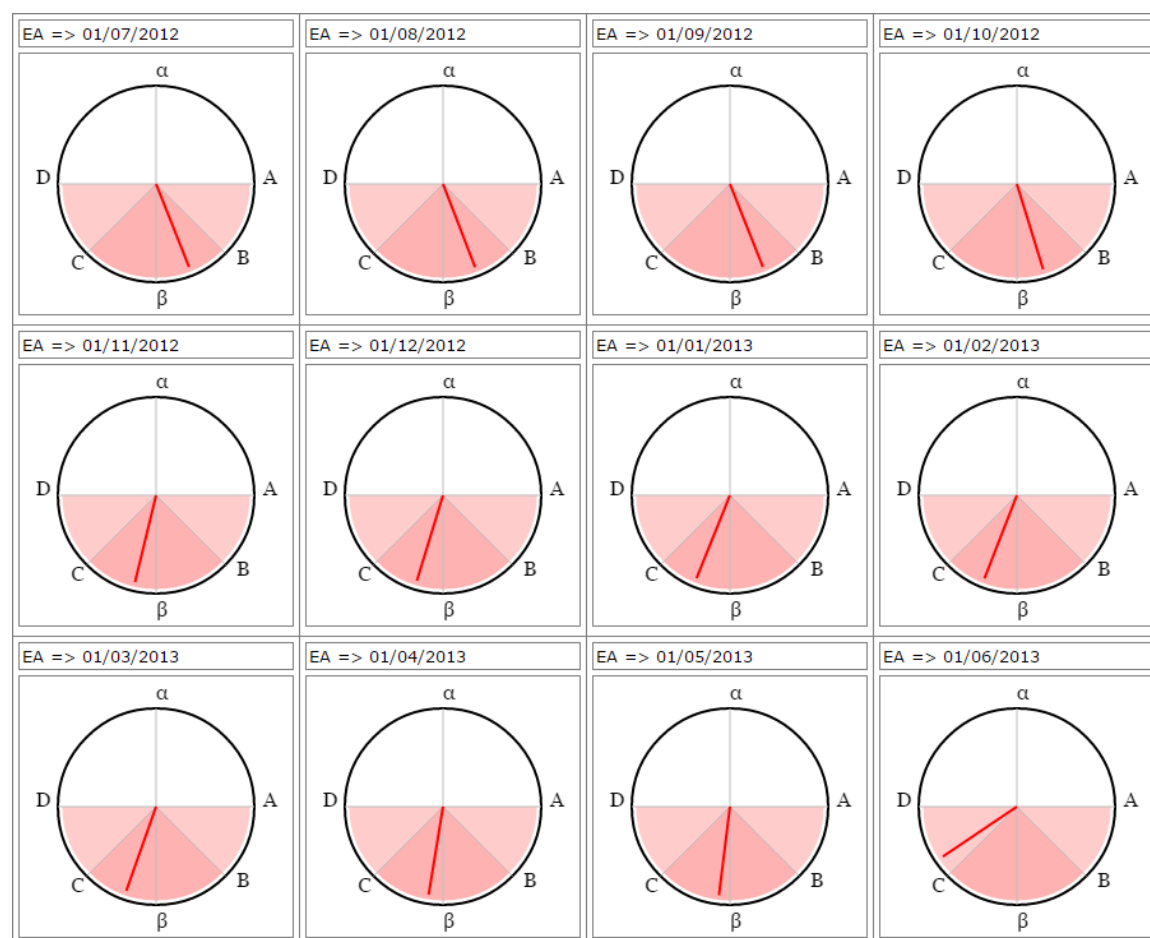 EA => 01/07/2012
EA => 01/08/2012
EA => 01/09/2012
EA => 01/10/2012
α
α
α
α
D
A
D
A
D
A
D
A
C
B
C
B
C
B
C
B
β
β
β
β
EA => 01/11/2012
EA => 01/12/2012
EA => 01/01/2013
EA => 01/02/2013
α
α
α
α
D
A
D
A
D
A
D
A
C
B
C
B
C
B
C
B
β
β
β
β
EA => 01/03/2013
EA => 01/04/2013
EA => 01/05/2013
EA => 01/06/2013
α
α
α
α
D
A
D
A
D
A
D
A
C
B
C
B
C
B
C
B
β
β
β
β